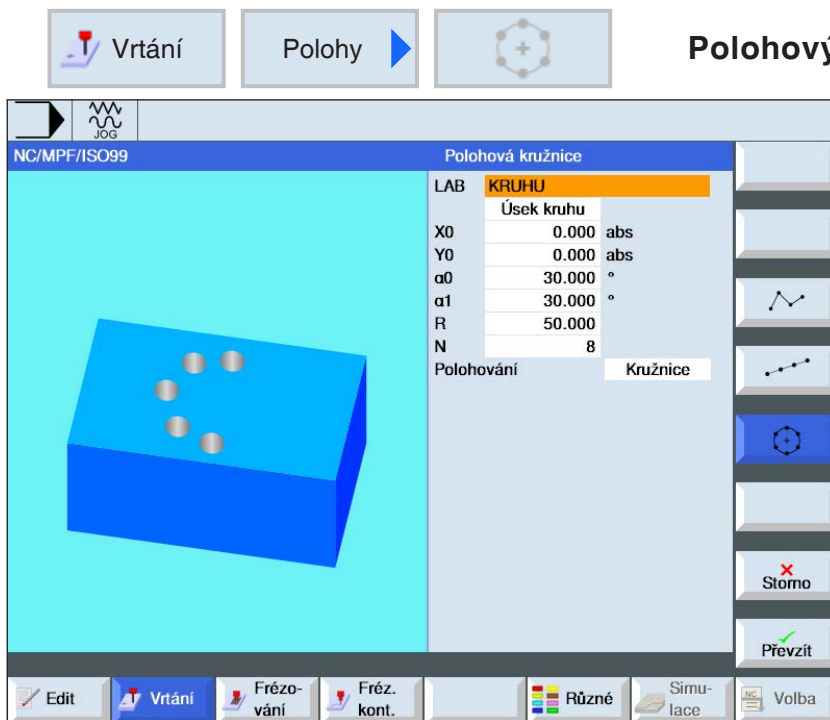 Vrtání
Polohy
Polohový
JOG
NC/MPF/ISO99
Polohová kružnice
LAB KRUHU
Úsek kruhu
X0 0.000 abs
Y0 0.000 abs
α0 30.000 °
α1 30.000 °
R 50.000
N 8
Polohování Kružnice
Storno
Převzít
Edit
Vrtání
Frézo-
vání
Fréz.
kont.
Různé
Simu-
lace
NC
Volba